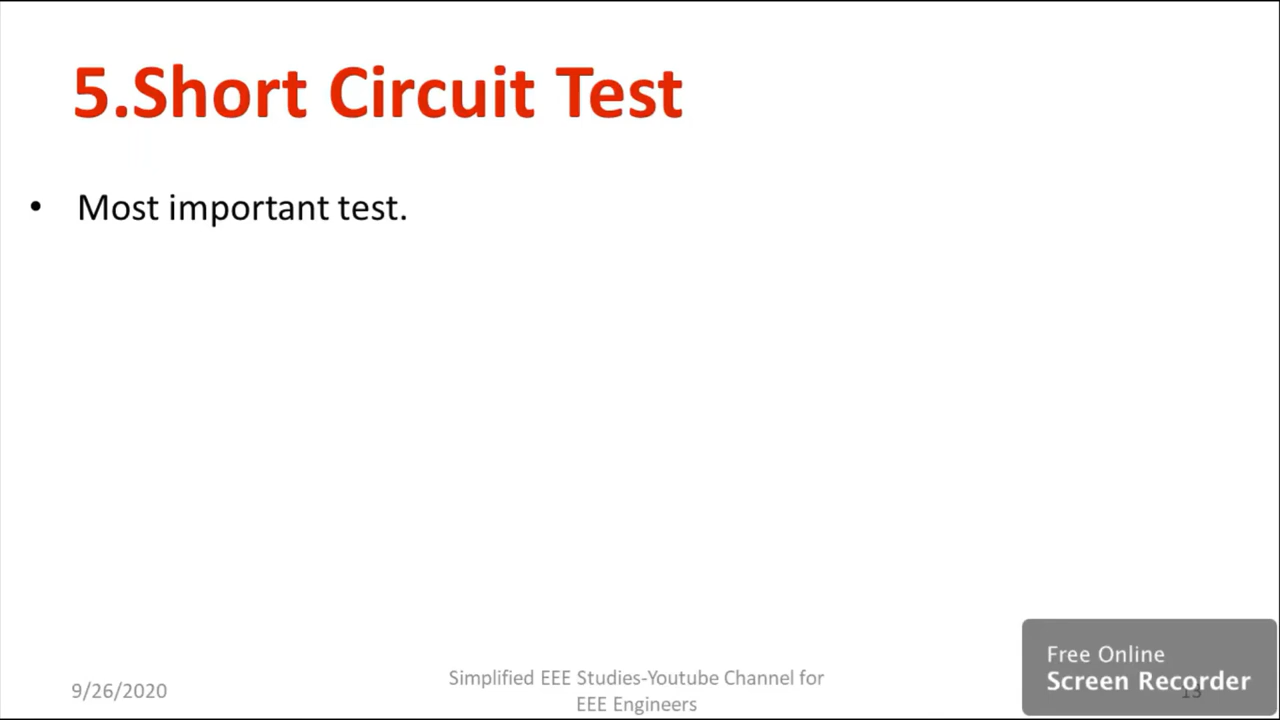 5.Short Circuit Test
• Most important test.
9/26/2020
Simplified EEE Studies-Youtube Channel for
EEE Engineers
Free Online
Screen Recorder
13